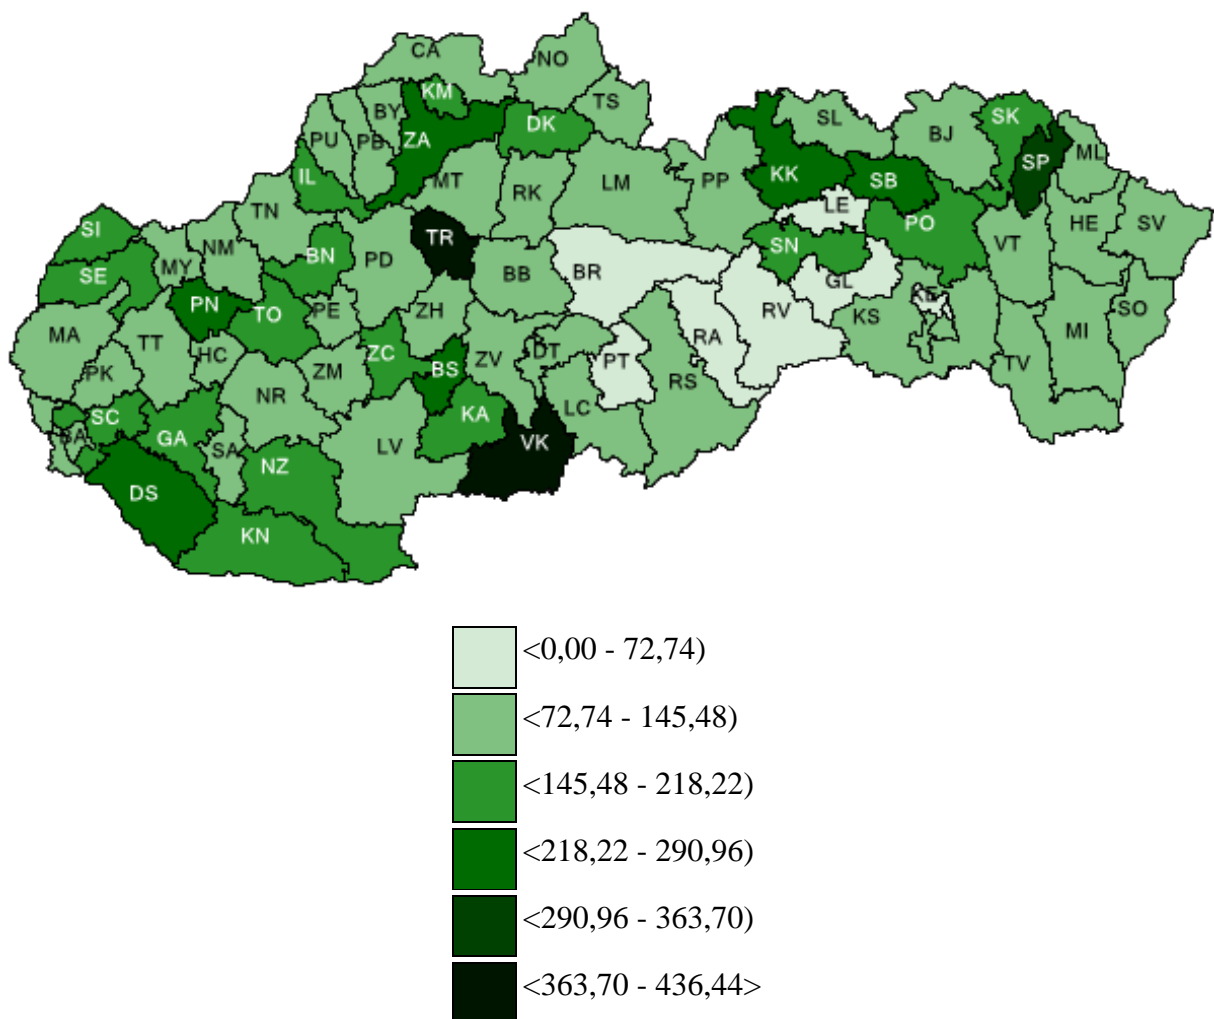 CA
NO
KM
BY
TS
PU
PB
ZA
DK
SL
BJ
SK
ML
SP
IL
MT
RK
LM
PP
KK
SB
TN
LE
PO
HE
SV
SI
NM
BN
PD
TR
SN
VT
MY
SE
BB
BR
GL
KE
PN
TO
PE
ZH
RV
KS
SO
MA
TT
HC
ZC
DT
PT
RA
MI
PK
ZM
BS
ZV
RS
TV
NR
SC
KA
LC
BA
GA
SA
LV
VK
NZ
DS
KN
<0,00 - 72,74)
<72,74 - 145,48)
<145,48 - 218,22)
<218,22 - 290,96)
<290,96 - 363,70)
<363,70 - 436,44>